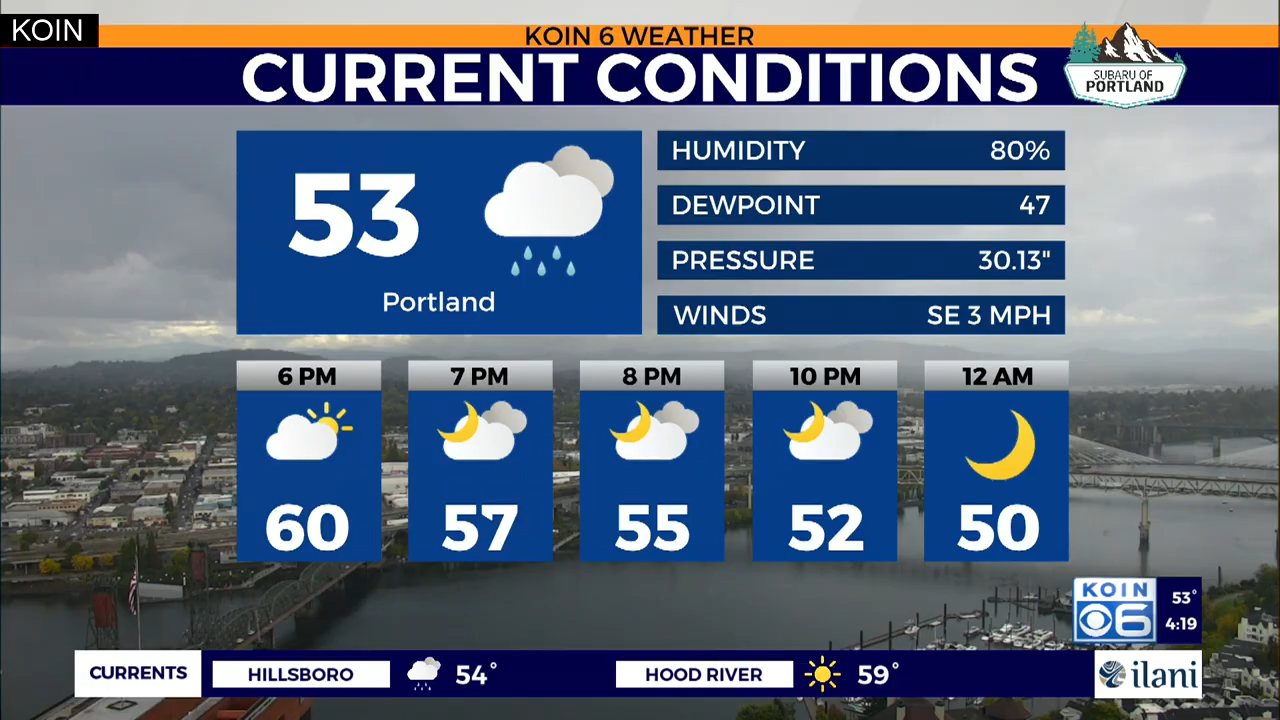 KOIN
KOIN 6 WEATHER
CURRENT CONDITIONS
SUBARU OF
PORTLAND
53
Portland
HUMIDITY 80%
DEWPOINT 47
PRESSURE 30.13"
WINDS SE 3 MPH
6 PM 7 PM 8 PM 10 PM 12 AM
60 57 55 52 50
KOIN
6
53°
4:19
CURRENTS HILLSBORO 54° HOOD RIVER 59° ilani